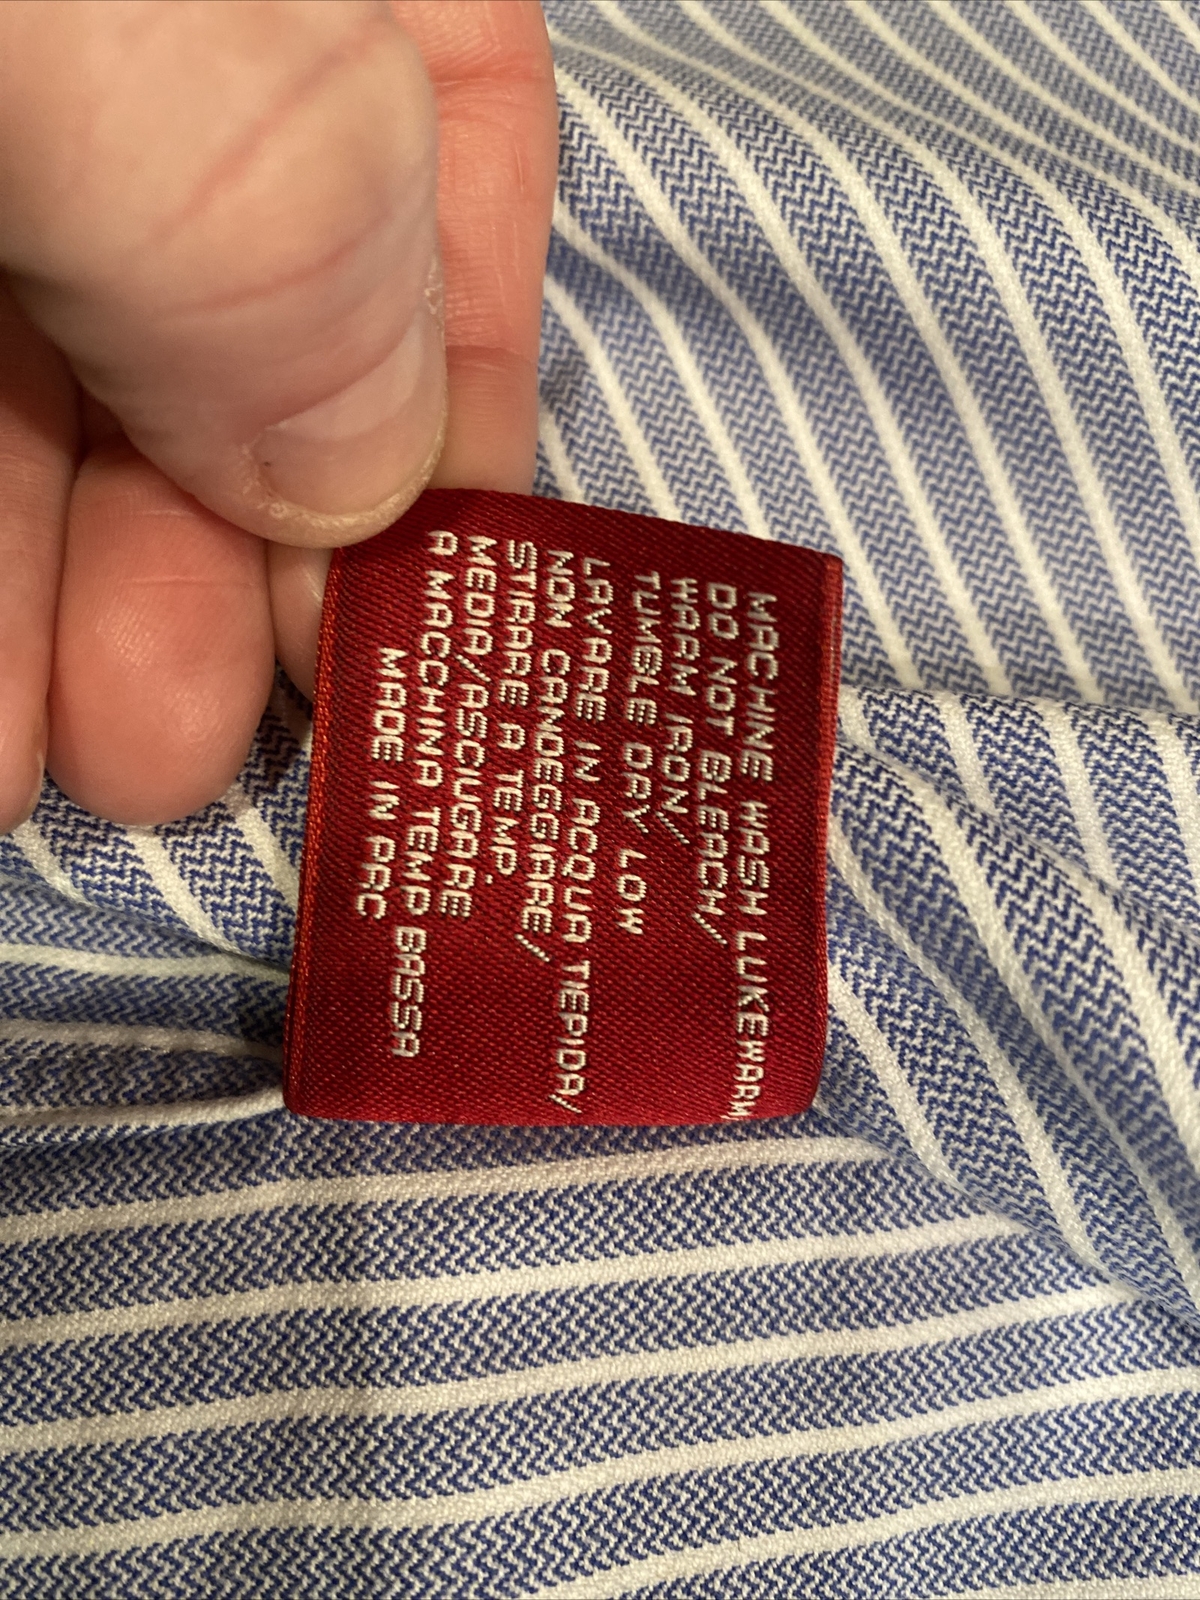 MACHINE WASH LUKEWARM/
DO NOT BLEACH/
WARM IRON/
TUMBLE DRY LOW
LAVARE IN ACQUA TIEPIDA/
NON CANDEGGIARE/
STIRARE A TEMP.
MEDIA/ASCIUGARE
A MACCHINA TEMP BASSA
MADE IN PRC